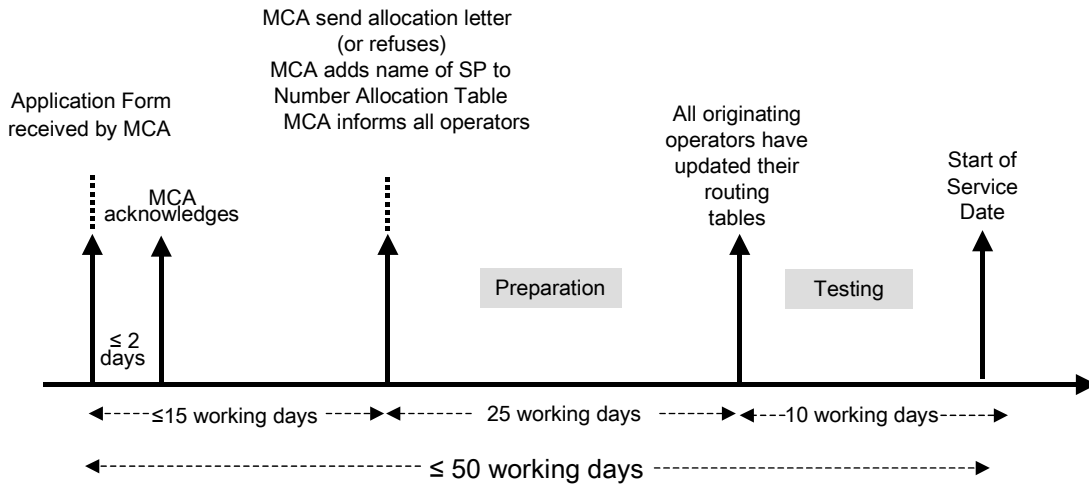 Application Form
received by MCA
MCA
acknowledges
MCA send allocation letter
(or refuses)
MCA adds name of SP to
Number Allocation Table
MCA informs all operators
All originating
operators have
updated their
routing
tables
Start of
Service
Date
Preparation
Testing
≤ 2
days
≤15 working days
25 working days
10 working days
≤ 50 working days